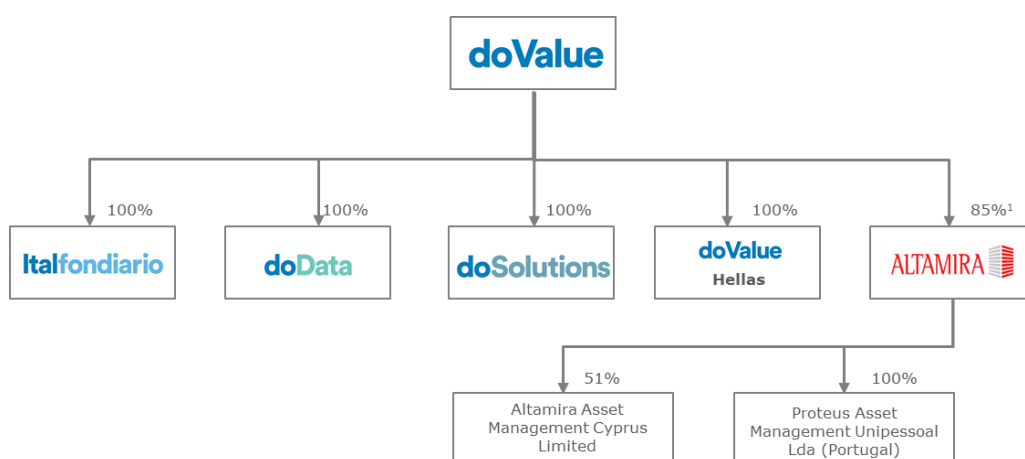 doValue
100%
100%
100%
100%
85%¹
Italfondiario
doData
doSolutions
doValue
Hellas
ALTAMIRA
51%
100%
Altamira Asset
Management Cyprus
Limited
Proteus Asset
Management Unipessoal
Lda (Portugal)